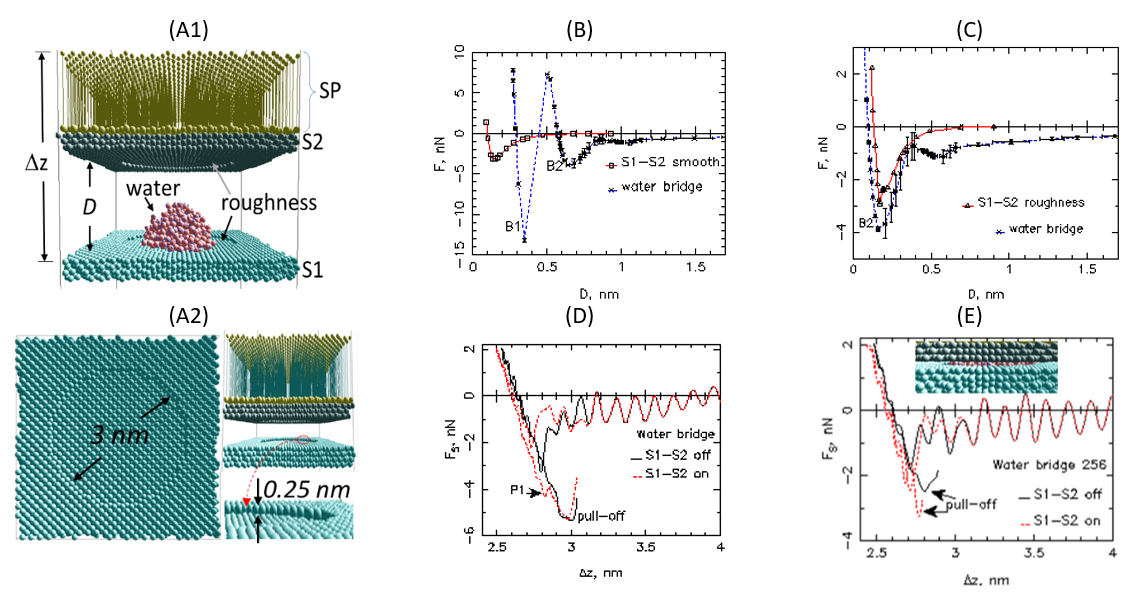 (A1)
SP
S2
Δz
water
D
roughness
S1
(B)
10
5
0
−5
−10
−15
F, nN
B2
B1
S1−S2 smooth
water bridge
0
0.5
1
1.5
D, nm
(C)
2
0
−2
−4
F, nN
B2
S1−S2 roughness
water bridge
0
0.5
1
1.5
D, nm
(A2)
3 nm
0.25 nm
(D)
2
0
−2
−4
−6
Fs, nN
Water bridge
S1−S2 off
S1−S2 on
P1
pull−off
2.5
3
3.5
4
Δz, nm
(E)
2
0
−2
−4
Fs, nN
Water bridge 256
S1−S2 off
pull−off
S1−S2 on
2.5
3
3.5
4
Δz, nm